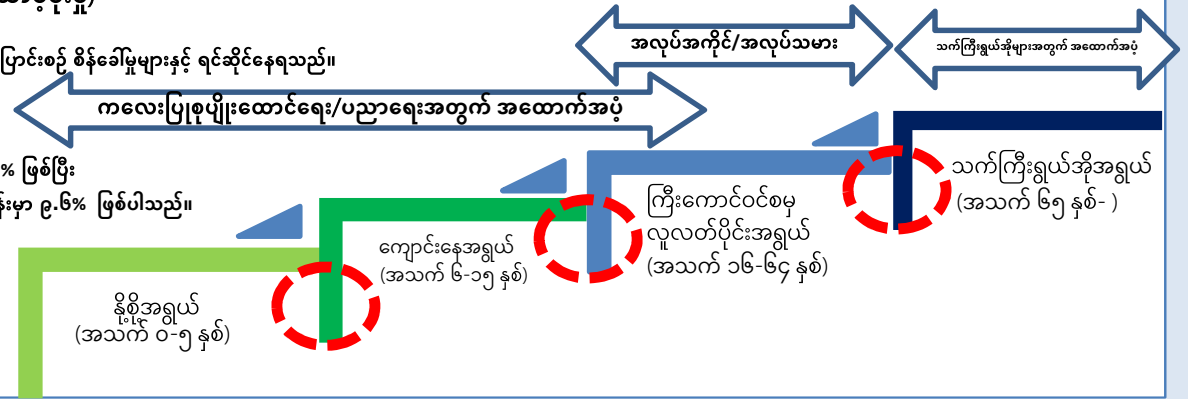 အလုပ်အကိုင်/အလုပ်သမား
သက်ကြီးရွယ်အိုများအတွက် အထောက်အပံ့
ပြောင်းစဉ် စိန်ခေါ်မှုများနှင့် ရင်ဆိုင်နေရသည်။
ကလေးပြုစုပျိုးထောင်ရေး/ပညာရေးအတွက် အထောက်အပံ့
% ဖြစ်ပြီး
နှုန်းမှာ ၉.၆% ဖြစ်ပါသည်။
သက်ကြီးရွယ်အိုအရွယ်
(အသက် ၆၅ နှစ်- )
ကြီးကောင်ဝင်စမှ
လူလတ်ပိုင်းအရွယ်
(အသက် ၁၆-၆၄ နှစ်)
ကျောင်းနေအရွယ်
(အသက် ၆-၁၅ နှစ်)
နို့စို့အရွယ်
(အသက် ၀-၅ နှစ်)